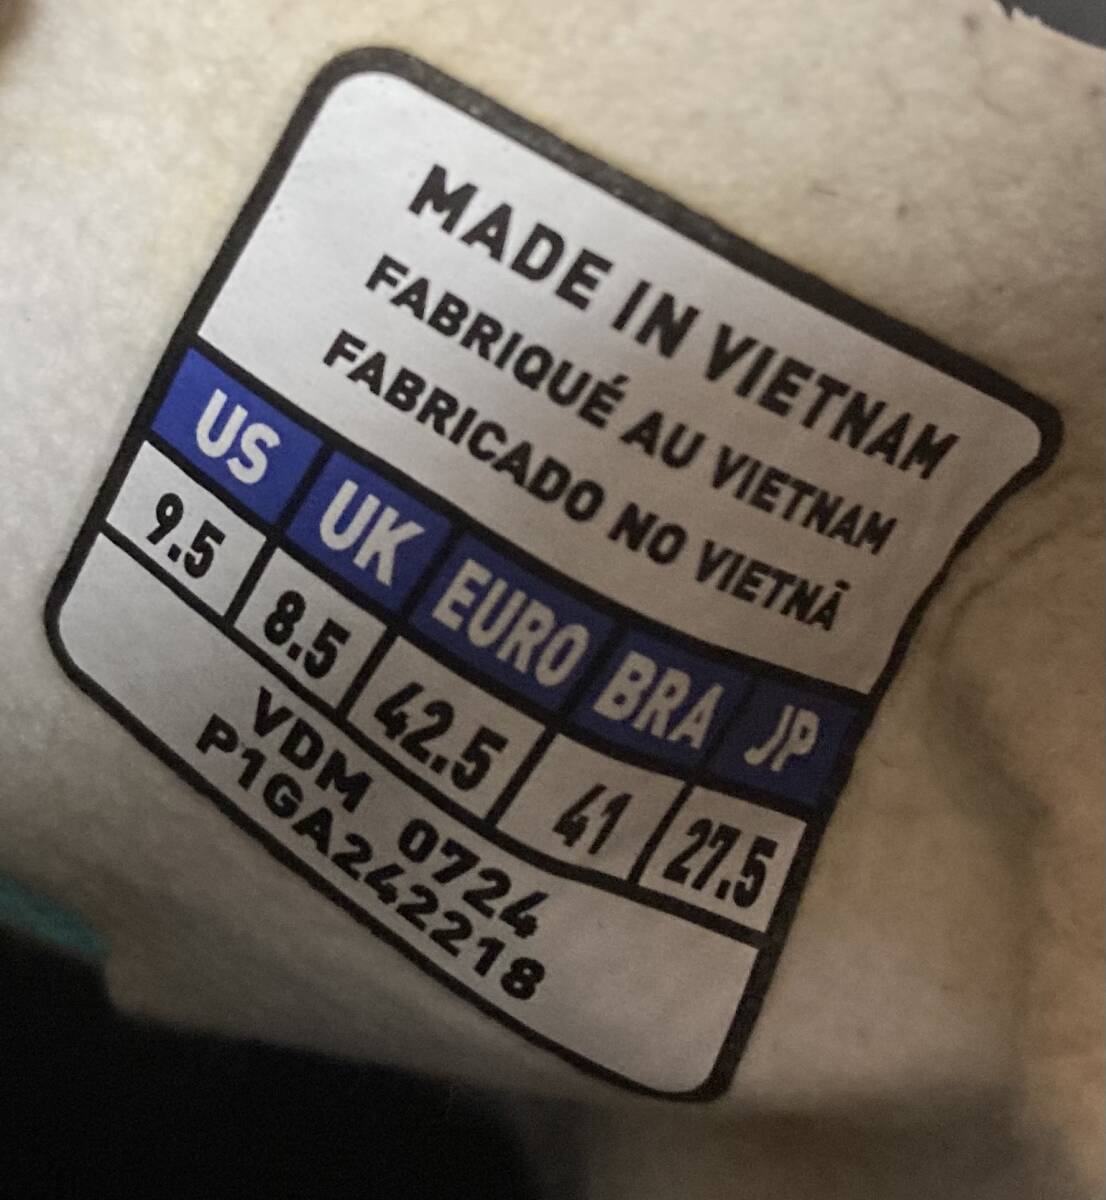 MADE IN VIETNAM
FABRIQUÉ AU VIETNAM
FABRICADO NO VIETNÃ
US UK EURO BRA JP
9.5 8.5 42.5 41 27.5
VDM 0724
P1GA242218